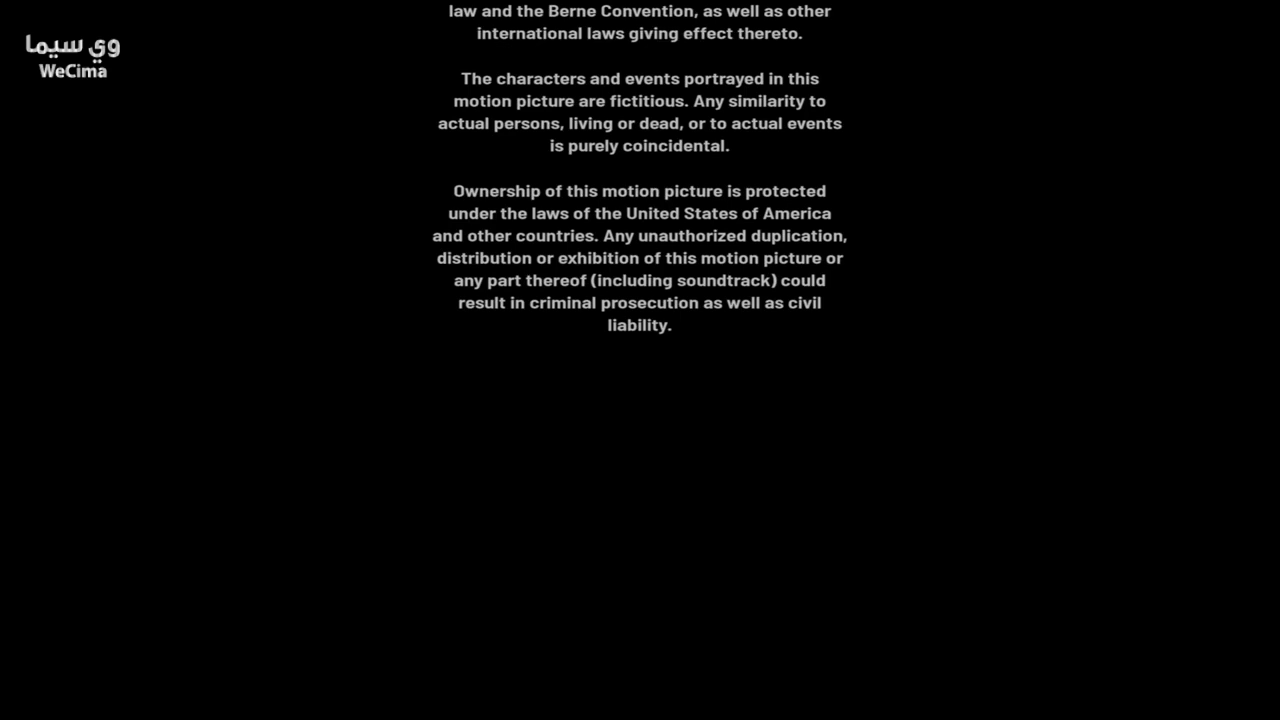 وي سيما
WeCima
law and the Berne Convention, as well as other
international laws giving effect thereto.
The characters and events portrayed in this
motion picture are fictitious. Any similarity to
actual persons, living or dead, or to actual events
is purely coincidental.
Ownership of this motion picture is protected
under the laws of the United States of America
and other countries. Any unauthorized duplication,
distribution or exhibition of this motion picture or
any part thereof (including soundtrack) could
result in criminal prosecution as well as civil
liability.